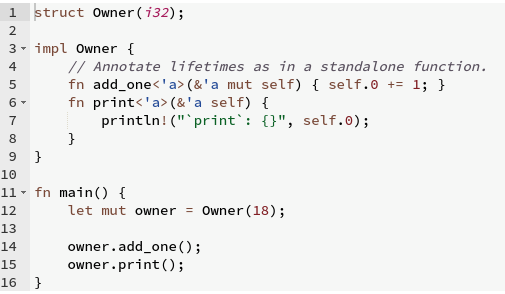 1 struct Owner(i32);
2
3 impl Owner {
4     // Annotate lifetimes as in a standalone function.
5     fn add_one<'a>(&'a mut self) { self.0 += 1; }
6     fn print<'a>(&'a self) {
7         println!("`print`: {}", self.0);
8     }
9 }
10
11 fn main() {
12     let mut owner = Owner(18);
13
14     owner.add_one();
15     owner.print();
16 }